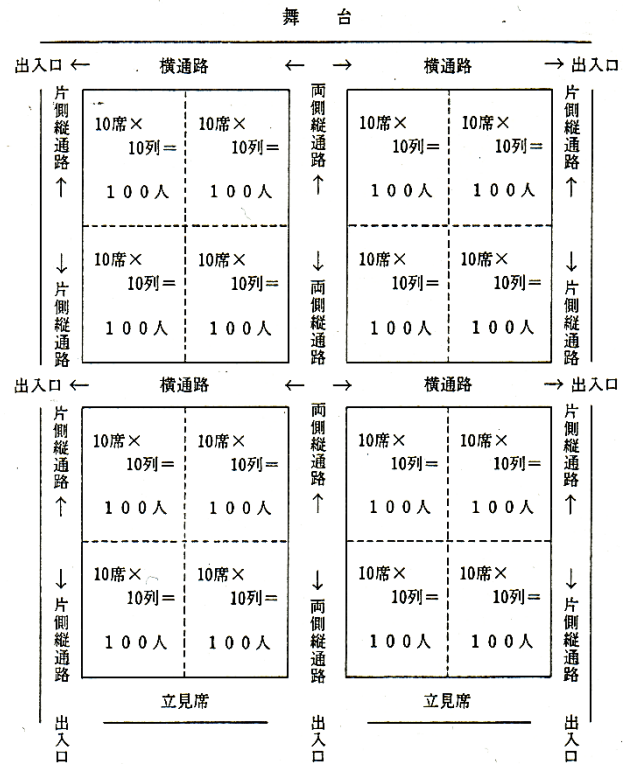 舞台
出入口 ← 横通路 ← → 横通路 → 出入口
片側縦通路 ↑
両側縦通路 ↑
片側縦通路 ↑
10席× 10席× 10席× 10席×
10列= 10列= 10列= 10列=
100人 100人 100人 100人
↓ 片側縦通路
↓ 両側縦通路
↓ 片側縦通路
10席× 10席× 10席× 10席×
10列= 10列= 10列= 10列=
100人 100人 100人 100人
出入口 ← 横通路 ← → 横通路 → 出入口
片側縦通路 ↑
両側縦通路 ↑
片側縦通路 ↑
10席× 10席× 10席× 10席×
10列= 10列= 10列= 10列=
100人 100人 100人 100人
↓ 片側縦通路
↓ 両側縦通路
↓ 片側縦通路
10席× 10席× 10席× 10席×
10列= 10列= 10列= 10列=
100人 100人 100人 100人
立見席 立見席
出入口 出入口 出入口